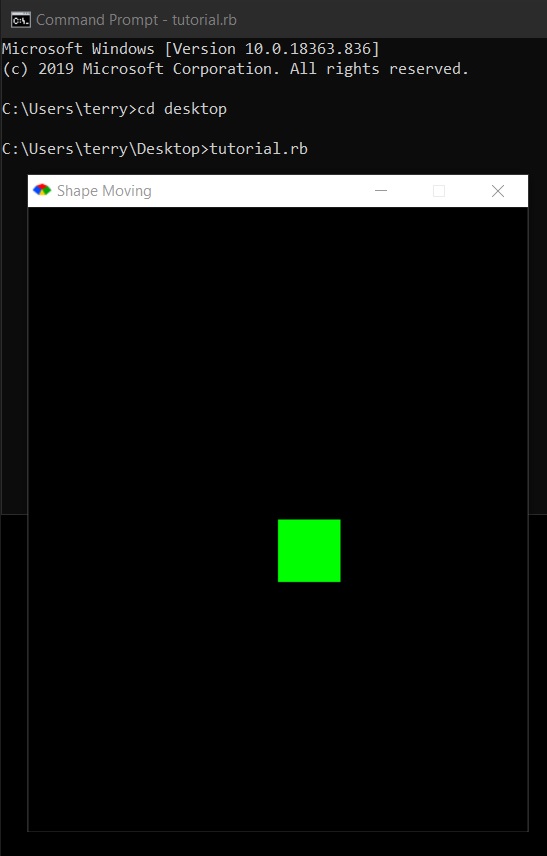 Command Prompt - tutorial.rb
Microsoft Windows [Version 10.0.18363.836]
(c) 2019 Microsoft Corporation. All rights reserved.
C:\Users\terry>cd desktop
C:\Users\terry\Desktop>tutorial.rb
Shape Moving